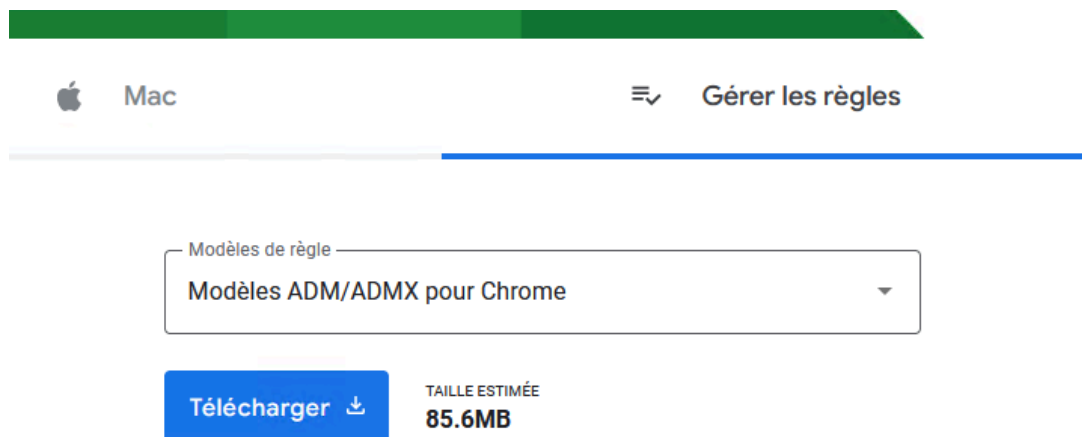 Mac
Gérer les règles
Modèles de règle
Modèles ADM/ADMX pour Chrome
Télécharger
TAILLE ESTIMÉE
85.6MB